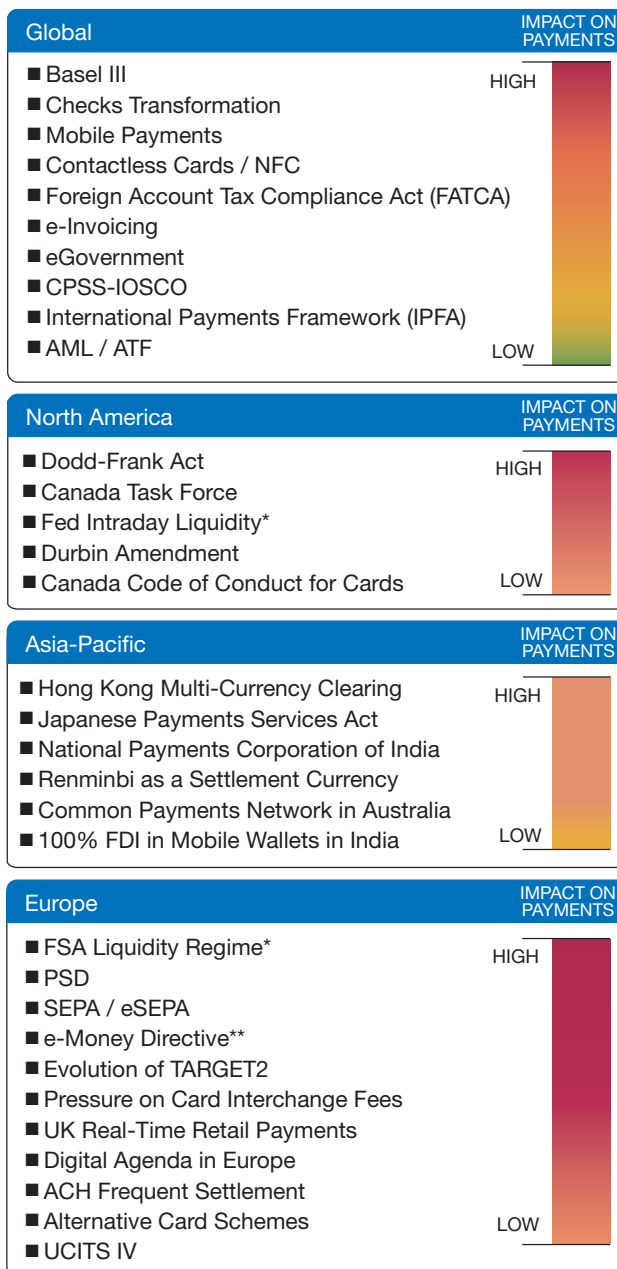 Global
IMPACT ON
PAYMENTS
■ Basel III
HIGH
■ Checks Transformation
■ Mobile Payments
■ Contactless Cards / NFC
■ Foreign Account Tax Compliance Act (FATCA)
■ e-Invoicing
■ eGovernment
■ CPSS-IOSCO
■ International Payments Framework (IPFA)
■ AML / ATF
LOW
North America
IMPACT ON
PAYMENTS
■ Dodd-Frank Act
HIGH
■ Canada Task Force
■ Fed Intraday Liquidity*
■ Durbin Amendment
■ Canada Code of Conduct for Cards
LOW
Asia-Pacific
IMPACT ON
PAYMENTS
■ Hong Kong Multi-Currency Clearing
HIGH
■ Japanese Payments Services Act
■ National Payments Corporation of India
■ Renminbi as a Settlement Currency
■ Common Payments Network in Australia
■ 100% FDI in Mobile Wallets in India
LOW
Europe
IMPACT ON
PAYMENTS
■ FSA Liquidity Regime*
HIGH
■ PSD
■ SEPA / eSEPA
■ e-Money Directive**
■ Evolution of TARGET2
■ Pressure on Card Interchange Fees
■ UK Real-Time Retail Payments
■ Digital Agenda in Europe
■ ACH Frequent Settlement
■ Alternative Card Schemes
LOW
■ UCITS IV